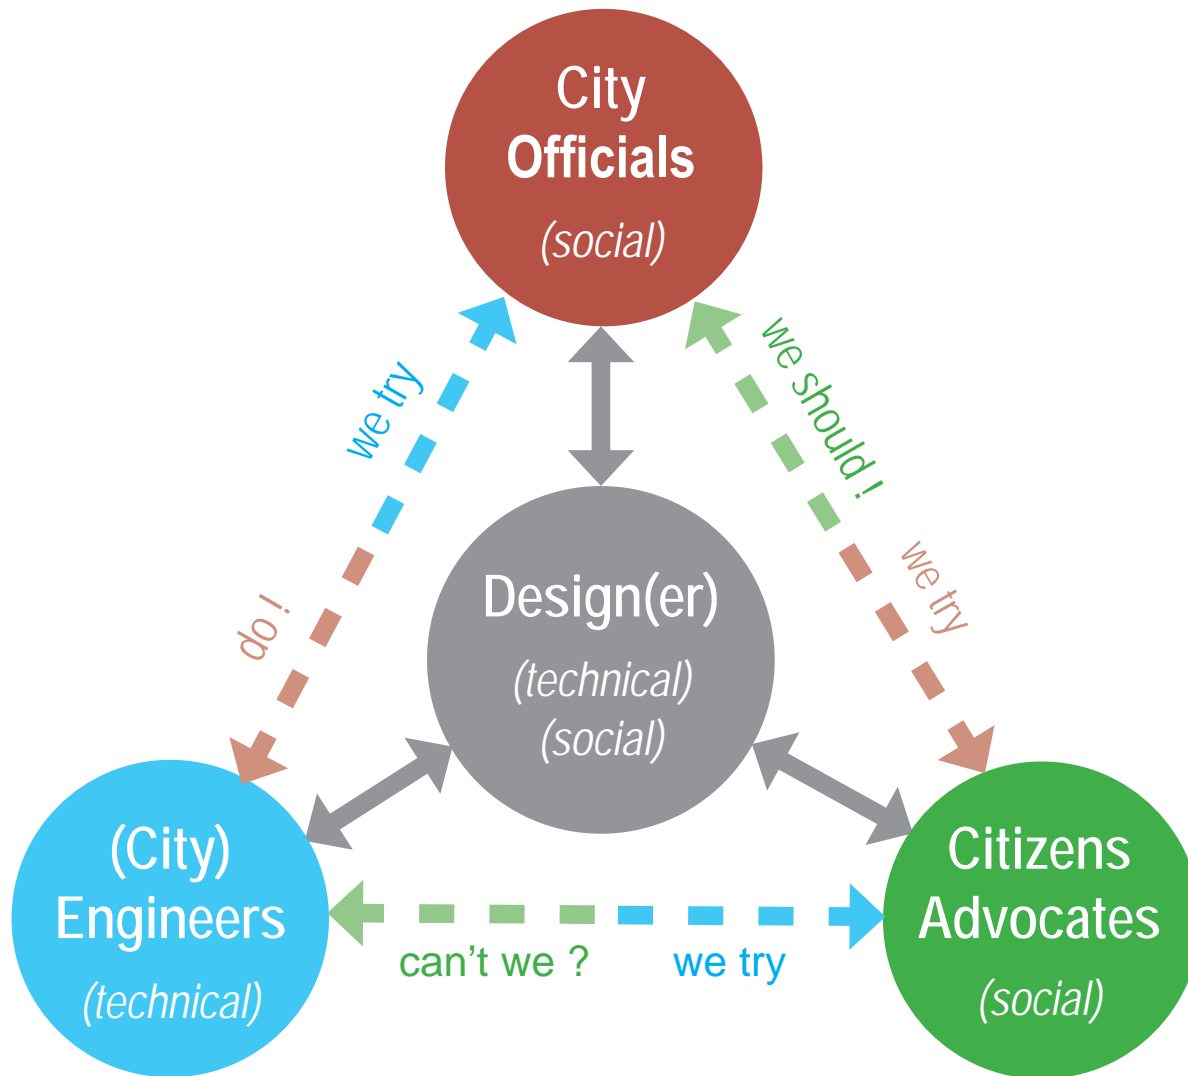 City
Officials
(social)
we try
we should !
do !
we try
Design(er)
(technical)
(social)
(City)
Engineers
(technical)
can't we ?
we try
Citizens
Advocates
(social)